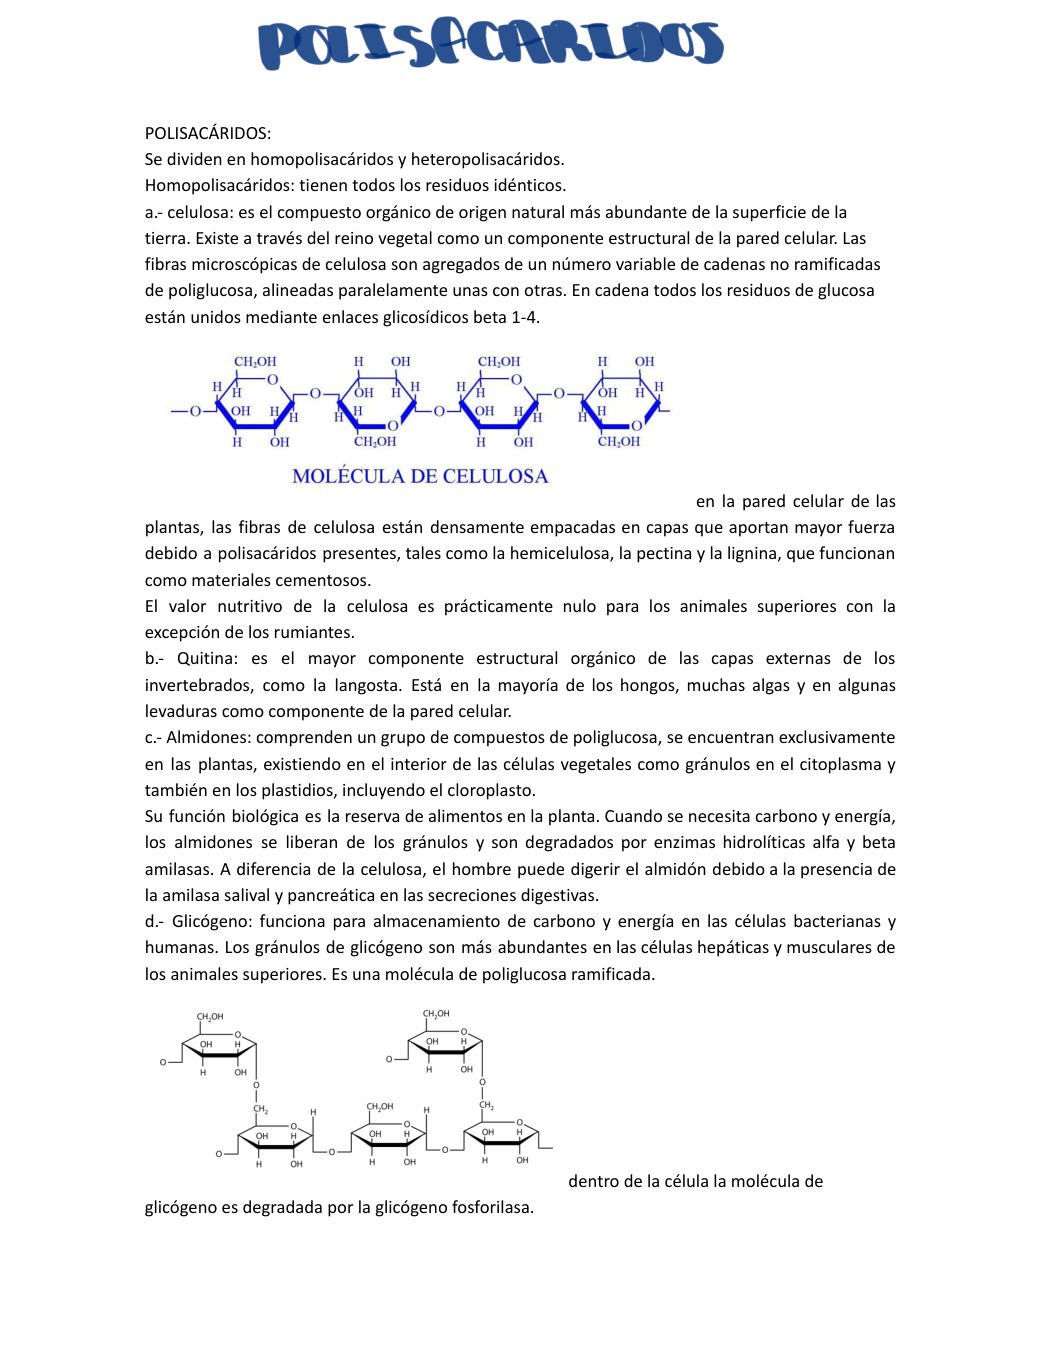 POLISACARIDOS
POLISACÁRIDOS:
Se dividen en homopolisacáridos y heteropolisacáridos.
Homopolisacáridos: tienen todos los residuos idénticos.
a.- celulosa: es el compuesto orgánico de origen natural más abundante de la superficie de la
tierra. Existe a través del reino vegetal como un componente estructural de la pared celular. Las
fibras microscópicas de celulosa son agregados de un número variable de cadenas no ramificadas
de poliglucosa, alineadas paralelamente unas con otras. En cadena todos los residuos de glucosa
están unidos mediante enlaces glicosídicos beta 1-4.
CH₂OH H OH CH₂OH H OH
H O OH H H H O OH H H
H O H O
—O— OH H H H H O OH H H H H
H OH CH₂OH O H OH CH₂OH O
MOLÉCULA DE CELULOSA
en la pared celular de las
plantas, las fibras de celulosa están densamente empacadas en capas que aportan mayor fuerza
debido a polisacáridos presentes, tales como la hemicelulosa, la pectina y la lignina, que funcionan
como materiales cementosos.
El valor nutritivo de la celulosa es prácticamente nulo para los animales superiores con la
excepción de los rumiantes.
b.- Quitina: es el mayor componente estructural orgánico de las capas externas de los
invertebrados, como la langosta. Está en la mayoría de los hongos, muchas algas y en algunas
levaduras como componente de la pared celular.
c.- Almidones: comprenden un grupo de compuestos de poliglucosa, se encuentran exclusivamente
en las plantas, existiendo en el interior de las células vegetales como gránulos en el citoplasma y
también en los plastidios, incluyendo el cloroplasto.
Su función biológica es la reserva de alimentos en la planta. Cuando se necesita carbono y energía,
los almidones se liberan de los gránulos y son degradados por enzimas hidrolíticas alfa y beta
amilasas. A diferencia de la celulosa, el hombre puede digerir el almidón debido a la presencia de
la amilasa salival y pancreática en las secreciones digestivas.
d.- Glicógeno: funciona para almacenamiento de carbono y energía en las células bacterianas y
humanas. Los gránulos de glicógeno son más abundantes en las células hepáticas y musculares de
los animales superiores. Es una molécula de poliglucosa ramificada.
CH₂OH CH₂OH
O O
OH H OH H
O O
H OH H OH
O O
CH₂ H CH₂OH H CH₂
O O O
OH H OH H OH H
O O O
H OH H OH H OH
dentro de la célula la molécula de
glicógeno es degradada por la glicógeno fosforilasa.